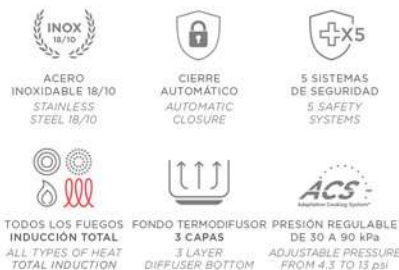 INOX
18/10
X5
ACERO
INOXIDABLE 18/10
STAINLESS
STEEL 18/10
CIERRE
AUTOMÁTICO
AUTOMATIC
CLOSURE
5 SISTEMAS
DE SEGURIDAD
5 SAFETY
SYSTEMS
ACS
Adaptative Cooking System
TODOS LOS FUEGOS
INDUCCIÓN TOTAL
ALL TYPES OF HEAT
TOTAL INDUCTION
FONDO TERMODIFUSOR
3 CAPAS
3 LAYER
DIFFUSER BOTTOM
PRESIÓN REGULABLE
DE 30 A 90 kPa
ADJUSTABLE PRESSURE
FROM 4.3 TO 13 psi